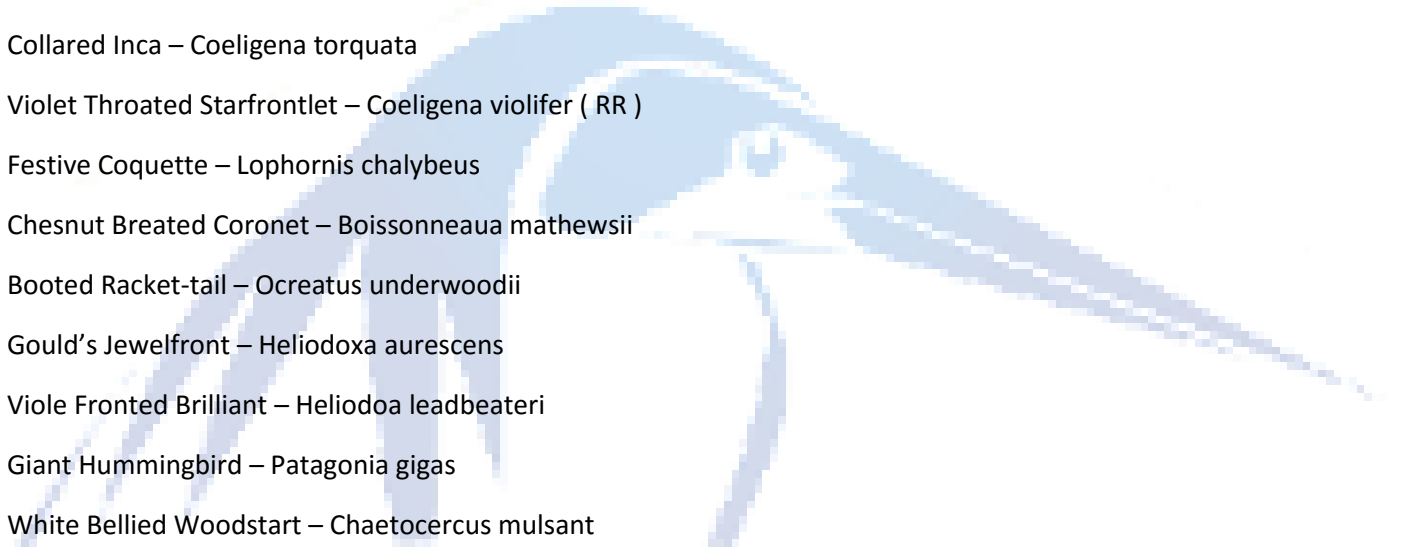 Collared Inca – Coeligena torquata
Violet Throated Starfrontlet – Coeligena violifer ( RR )
Festive Coquette – Lophornis chalybeus
Chesnut Breated Coronet – Boissonneaua mathewsii
Booted Racket-tail – Ocreatus underwoodii
Gould’s Jewelfront – Heliodoxa aurescens
Viole Fronted Brilliant – Heliodoa leadbeateri
Giant Hummingbird – Patagonia gigas
White Bellied Woodstart – Chaetocercus mulsant